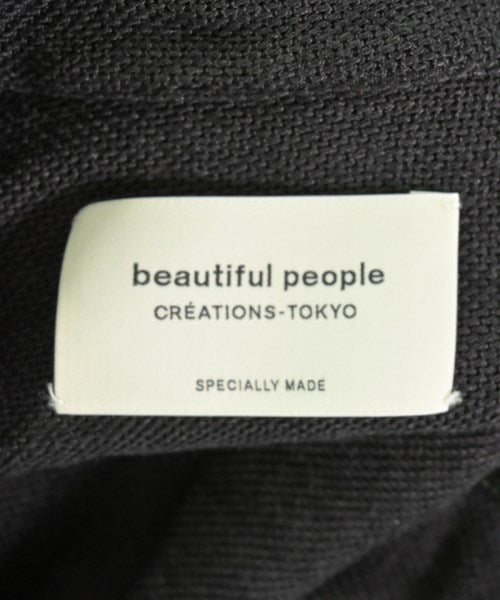 beautiful people
CRÉATIONS-TOKYO
SPECIALLY MADE